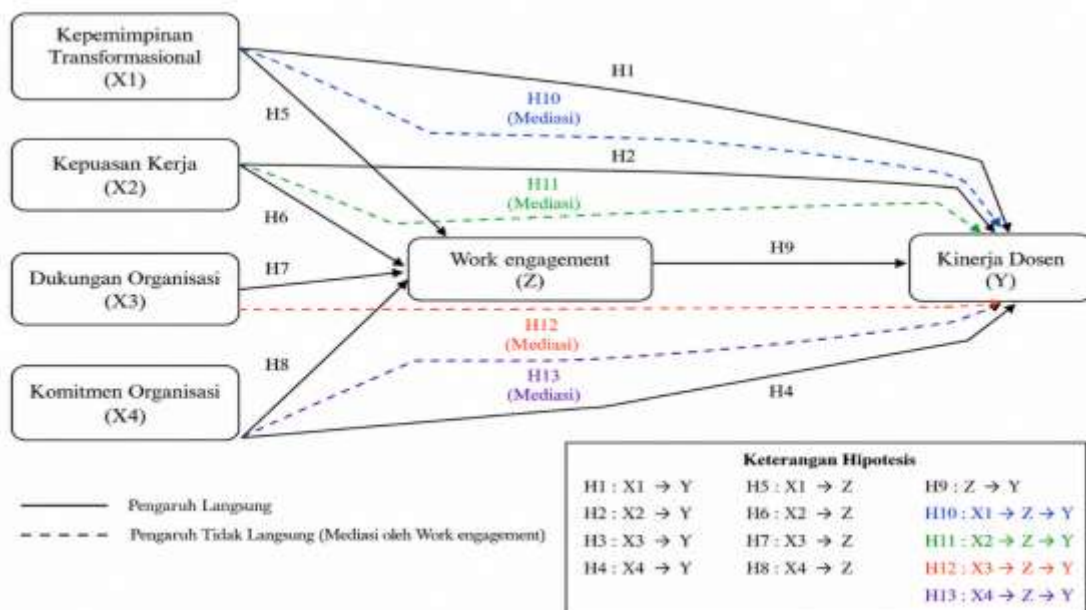 Kepemimpinan
Transformasional
(X1)
H1
H10
(Mediasi)
H5
Kepuasan Kerja
(X2)
H2
H11
(Mediasi)
H6
Work engagement
(Z)
H9
Kinerja Dosen
(Y)
Dukungan Organisasi
(X3)
H7
H12
(Mediasi)
H8
H13
(Mediasi)
Komitmen Organisasi
(X4)
H4
Pengaruh Langsung
Pengaruh Tidak Langsung (Mediasi oleh Work engagement)
Keterangan Hipotesis
H1 : X1 → Y H5 : X1 → Z H9 : Z → Y
H2 : X2 → Y H6 : X2 → Z H10 : X1 → Z → Y
H3 : X3 → Y H7 : X3 → Z H11 : X2 → Z → Y
H4 : X4 → Y H8 : X4 → Z H12 : X3 → Z → Y
H13 : X4 → Z → Y